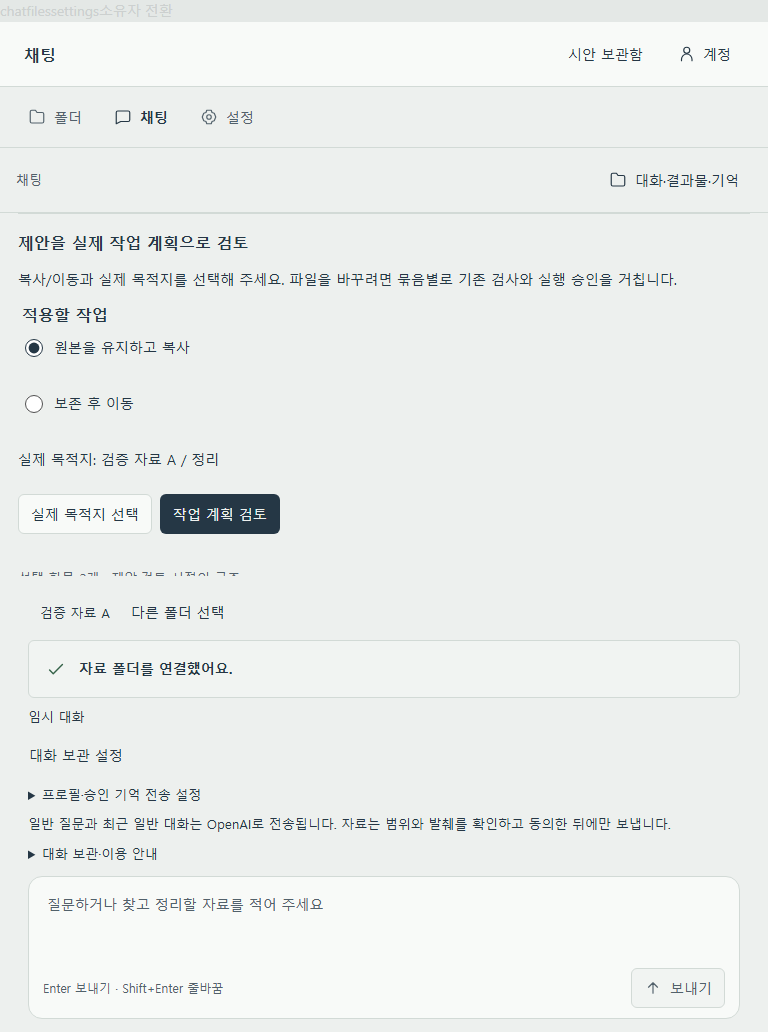 chatfilessettings소유자 전환
채팅
시안 보관함
계정
폴더
채팅
설정
채팅
대화·결과물·기억
제안을 실제 작업 계획으로 검토
복사/이동과 실제 목적지를 선택해 주세요. 파일을 바꾸려면 묶음별로 기존 검사와 실행 승인을 거칩니다.
적용할 작업
원본을 유지하고 복사
보존 후 이동
실제 목적지: 검증 자료 A / 정리
실제 목적지 선택
작업 계획 검토
검증 자료 A
다른 폴더 선택
자료 폴더를 연결했어요.
임시 대화
대화 보관 설정
프로필·승인 기억 전송 설정
일반 질문과 최근 일반 대화는 OpenAI로 전송됩니다. 자료는 범위와 발췌를 확인하고 동의한 뒤에만 보냅니다.
대화 보관·이용 안내
질문하거나 찾고 정리할 자료를 적어 주세요
Enter 보내기 · Shift+Enter 줄바꿈
보내기